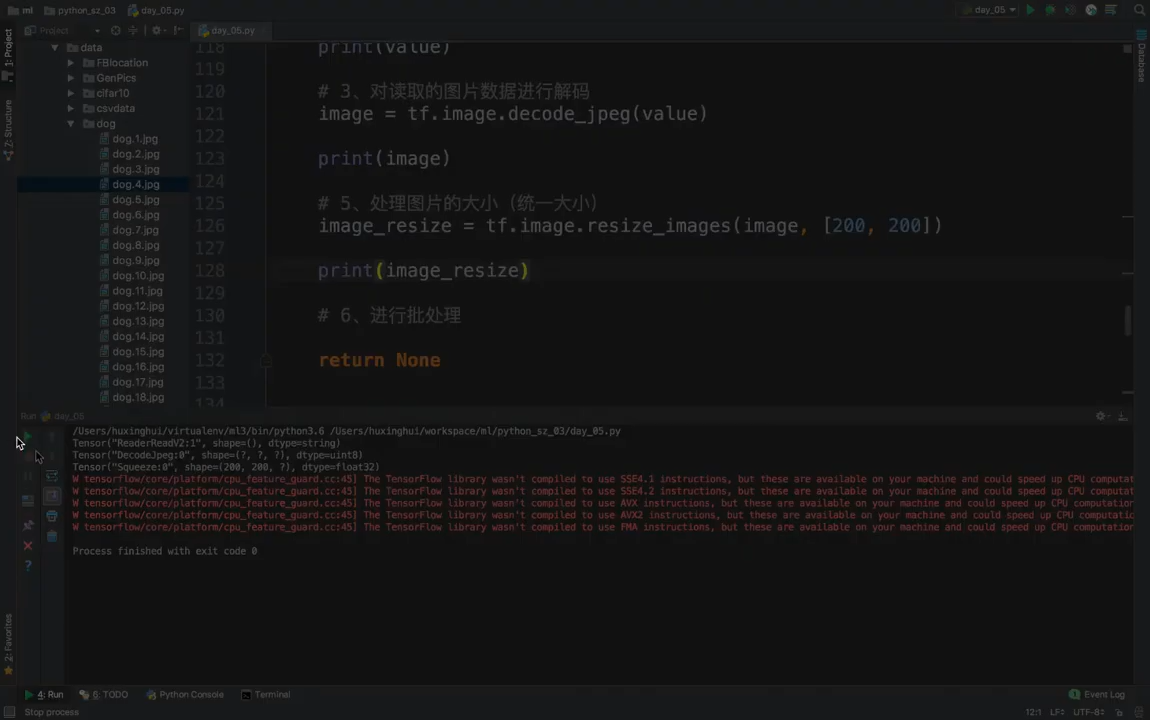 ml python_sz_03 day_05.py
day_05
Project
day_05.py
1: Project
Z: Structure
2: Favorites
Database
data
FBlocation
GenPics
cifar10
csvdata
dog
dog.1.jpg
dog.2.jpg
dog.3.jpg
dog.4.jpg
dog.5.jpg
dog.6.jpg
dog.7.jpg
dog.8.jpg
dog.9.jpg
dog.10.jpg
dog.11.jpg
dog.12.jpg
dog.13.jpg
dog.14.jpg
dog.15.jpg
dog.16.jpg
dog.17.jpg
dog.18.jpg
118 print(value)
119
120 # 3、对读取的图片数据进行解码
121 image = tf.image.decode_jpeg(value)
122
123 print(image)
124
125 # 5、处理图片的大小（统一大小）
126 image_resize = tf.image.resize_images(image, [200, 200])
127
128 print(image_resize)
129
130 # 6、进行批处理
131
132 return None
133
134
Run day_05
/Users/huxinghui/virtualenv/ml3/bin/python3.6 /Users/huxinghui/workspace/ml/python_sz_03/day_05.py
Tensor("ReaderReadV2:1", shape=(), dtype=string)
Tensor("DecodeJpeg:0", shape=(?, ?, ?), dtype=uint8)
Tensor("Squeeze:0", shape=(200, 200, ?), dtype=float32)
W tensorflow/core/platform/cpu_feature_guard.cc:45] The TensorFlow library wasn't compiled to use SSE4.1 instructions, but these are available on your machine and could speed up CPU computat
W tensorflow/core/platform/cpu_feature_guard.cc:45] The TensorFlow library wasn't compiled to use SSE4.2 instructions, but these are available on your machine and could speed up CPU computat
W tensorflow/core/platform/cpu_feature_guard.cc:45] The TensorFlow library wasn't compiled to use AVX instructions, but these are available on your machine and could speed up CPU computation
W tensorflow/core/platform/cpu_feature_guard.cc:45] The TensorFlow library wasn't compiled to use AVX2 instructions, but these are available on your machine and could speed up CPU computatio
W tensorflow/core/platform/cpu_feature_guard.cc:45] The TensorFlow library wasn't compiled to use FMA instructions, but these are available on your machine and could speed up CPU computation
Process finished with exit code 0
4: Run 6: TODO Python Console Terminal Event Log
Stop process 12:1 LF UTF-8